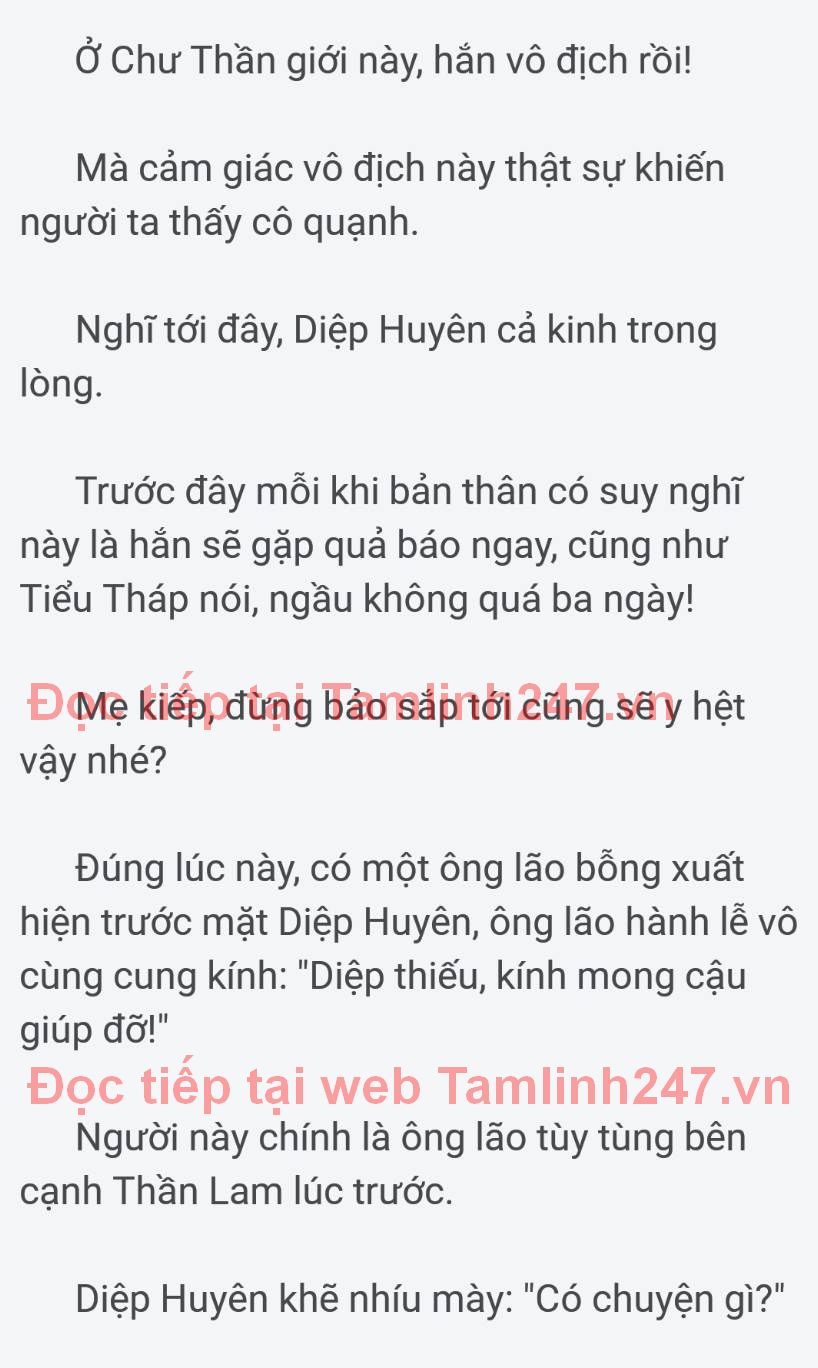 Ở Chư Thần giới này, hắn vô địch rồi!
Mà cảm giác vô địch này thật sự khiến
người ta thấy cô quạnh.
Nghĩ tới đây, Diệp Huyên cả kinh trong
lòng.
Trước đây mỗi khi bản thân có suy nghĩ
này là hắn sẽ gặp quả báo ngay, cũng như
Tiểu Tháp nói, ngầu không quá ba ngày!
Đọc tiếp tại Tamlinh247.vn
Mẹ kiếp, đừng bảo sắp tới cũng sẽ y hệt
vậy nhé?
Đúng lúc này, có một ông lão bỗng xuất
hiện trước mặt Diệp Huyên, ông lão hành lễ vô
cùng cung kính: "Diệp thiếu, kính mong cậu
giúp đỡ!"
Đọc tiếp tại web Tamlinh247.vn
Người này chính là ông lão tùy tùng bên
cạnh Thần Lam lúc trước.
Diệp Huyên khẽ nhíu mày: "Có chuyện gì?"